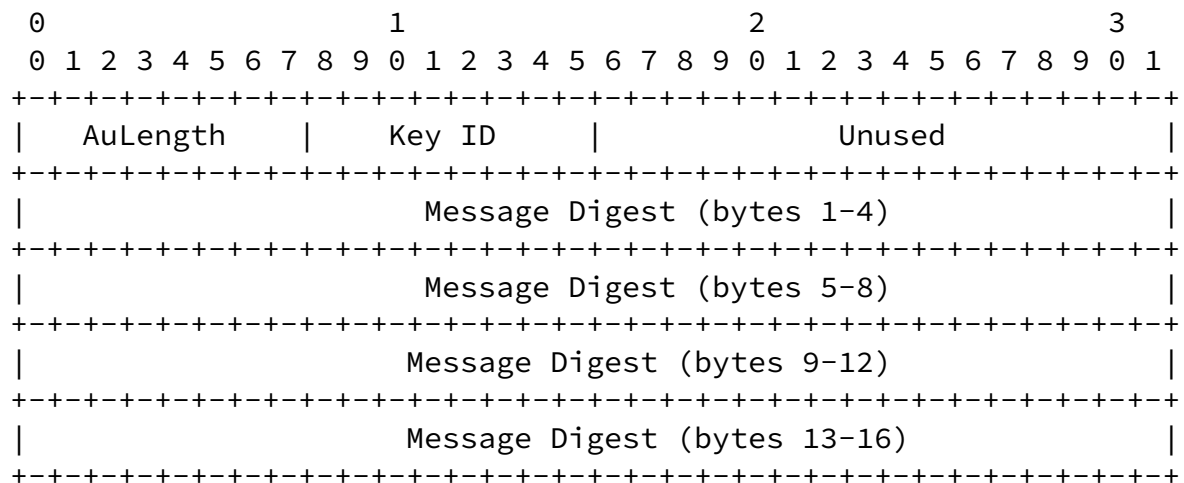 0                   1                   2                   3
 0 1 2 3 4 5 6 7 8 9 0 1 2 3 4 5 6 7 8 9 0 1 2 3 4 5 6 7 8 9 0 1
+-+-+-+-+-+-+-+-+-+-+-+-+-+-+-+-+-+-+-+-+-+-+-+-+-+-+-+-+-+-+-+-+
|   AuLength    |    Key ID     |             Unused            |
+-+-+-+-+-+-+-+-+-+-+-+-+-+-+-+-+-+-+-+-+-+-+-+-+-+-+-+-+-+-+-+-+
|                      Message Digest (bytes 1-4)               |
+-+-+-+-+-+-+-+-+-+-+-+-+-+-+-+-+-+-+-+-+-+-+-+-+-+-+-+-+-+-+-+-+
|                      Message Digest (bytes 5-8)               |
+-+-+-+-+-+-+-+-+-+-+-+-+-+-+-+-+-+-+-+-+-+-+-+-+-+-+-+-+-+-+-+-+
|                     Message Digest (bytes 9-12)               |
+-+-+-+-+-+-+-+-+-+-+-+-+-+-+-+-+-+-+-+-+-+-+-+-+-+-+-+-+-+-+-+-+
|                     Message Digest (bytes 13-16)              |
+-+-+-+-+-+-+-+-+-+-+-+-+-+-+-+-+-+-+-+-+-+-+-+-+-+-+-+-+-+-+-+-+